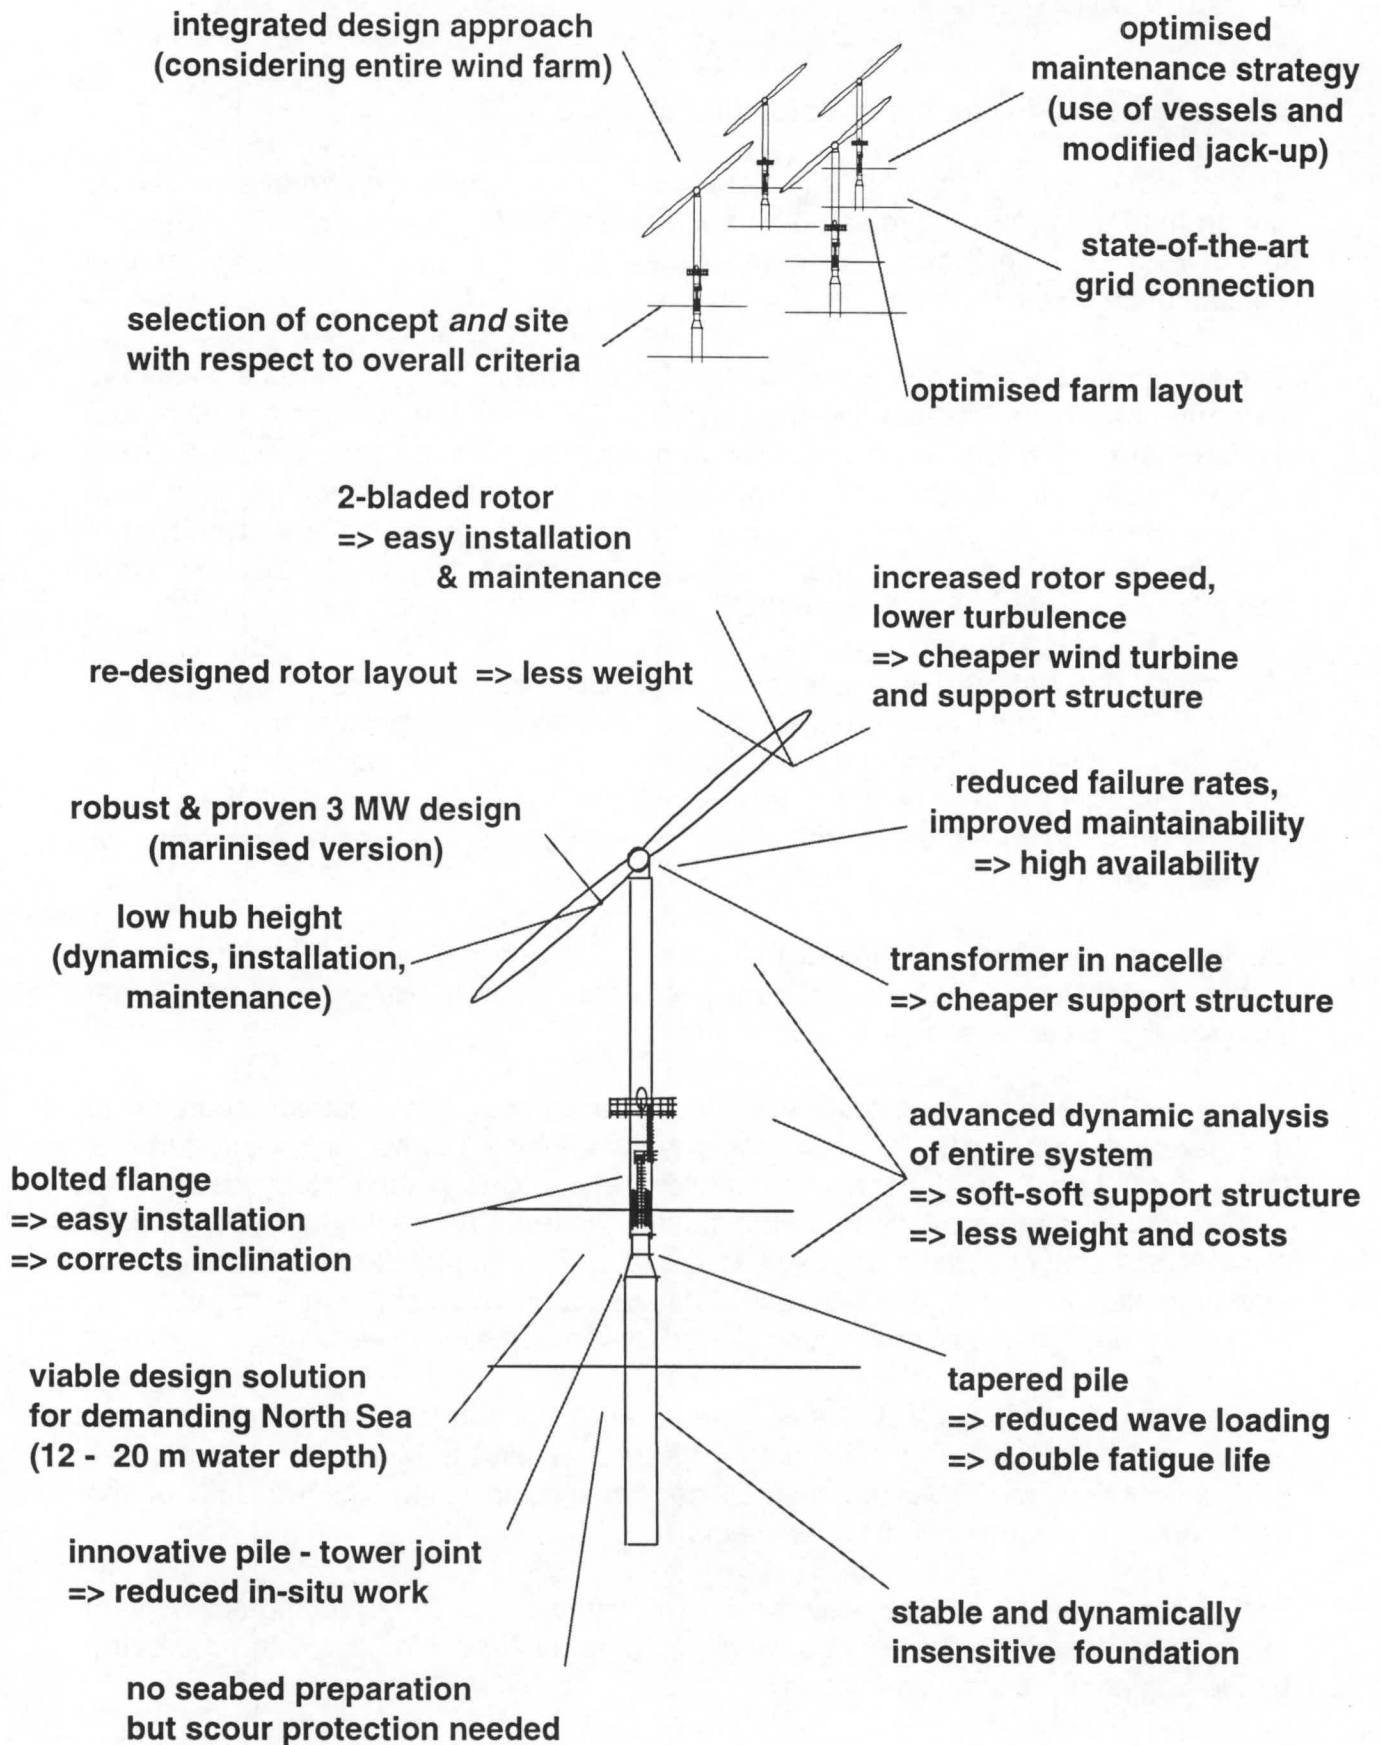 integrated design approach
(considering entire wind farm)
optimised
maintenance strategy
(use of vessels and
modified jack-up)
state-of-the-art
grid connection
selection of concept and site
with respect to overall criteria
optimised farm layout
2-bladed rotor
=> easy installation
& maintenance
increased rotor speed,
lower turbulence
=> cheaper wind turbine
and support structure
re-designed rotor layout => less weight
robust & proven 3 MW design
(marinised version)
reduced failure rates,
improved maintainability
=> high availability
low hub height
(dynamics, installation,
maintenance)
transformer in nacelle
=> cheaper support structure
advanced dynamic analysis
of entire system
=> soft-soft support structure
=> less weight and costs
bolted flange
=> easy installation
=> corrects inclination
viable design solution
for demanding North Sea
(12 - 20 m water depth)
tapered pile
=> reduced wave loading
=> double fatigue life
innovative pile - tower joint
=> reduced in-situ work
stable and dynamically
insensitive foundation
no seabed preparation
but scour protection needed